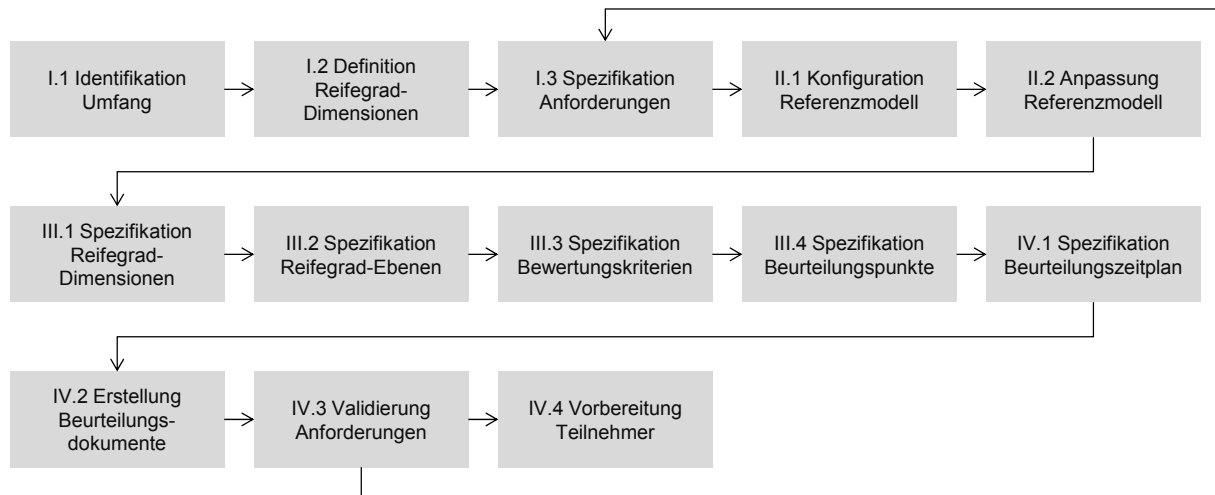 I.1 Identifikation
Umfang
I.2 Definition
Reifegrad-
Dimensionen
I.3 Spezifikation
Anforderungen
II.1 Konfiguration
Referenzmodell
II.2 Anpassung
Referenzmodell
III.1 Spezifikation
Reifegrad-
Dimensionen
III.2 Spezifikation
Reifegrad-Ebenen
III.3 Spezifikation
Bewertungskriterien
III.4 Spezifikation
Beurteilungspunkte
IV.1 Spezifikation
Beurteilungszeitplan
IV.2 Erstellung
Beurteilungs-
dokumente
IV.3 Validierung
Anforderungen
IV.4 Vorbereitung
Teilnehmer